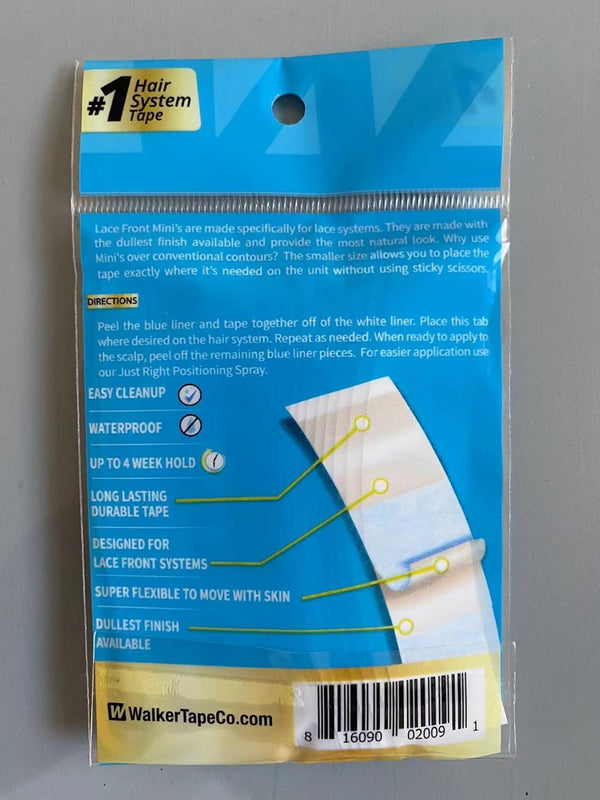 #1 Hair
System
Tape
Lace Front Mini's are made specifically for lace systems. They are made with
the dullest finish available and provide the most natural look. Why use
Mini's over conventional contours? The smaller size allows you to place the
tape exactly where it's needed on the unit without using sticky scissors.
DIRECTIONS
Peel the blue liner and tape together off of the white liner. Place this tab
where desired on the hair system. Repeat as needed. When ready to apply to
the scalp, peel off the remaining blue liner pieces. For easier application use
our Just Right Positioning Spray.
EASY CLEANUP
WATERPROOF
UP TO 4 WEEK HOLD
LONG LASTING
DURABLE TAPE
DESIGNED FOR
LACE FRONT SYSTEMS
SUPER FLEXIBLE TO MOVE WITH SKIN
DULLEST FINISH
AVAILABLE
W WalkerTapeCo.com
8 16090 02009 1